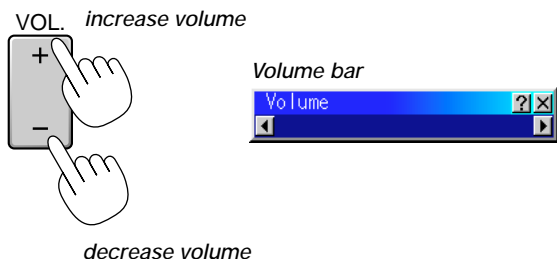 VOL. increase volume
+
Volume bar
Volume ? ×
−
decrease volume